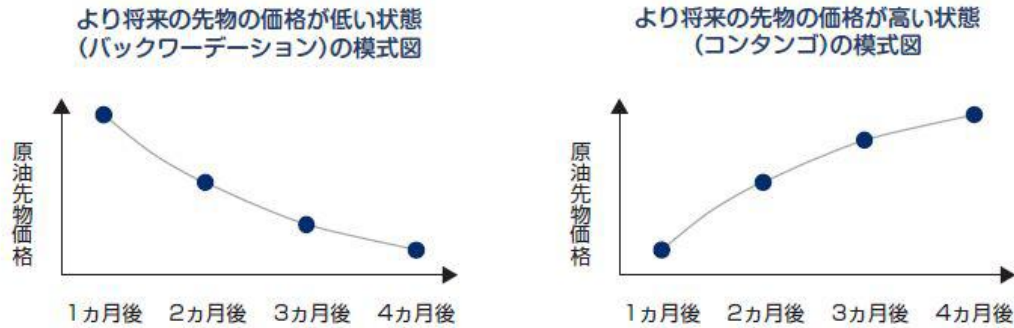 より将来の先物の価格が低い状態
(バックワーデーション)の模式図
原油先物価格
1ヵ月後 2ヵ月後 3ヵ月後 4ヵ月後
より将来の先物の価格が高い状態
(コンタンゴ)の模式図
原油先物価格
1ヵ月後 2ヵ月後 3ヵ月後 4ヵ月後